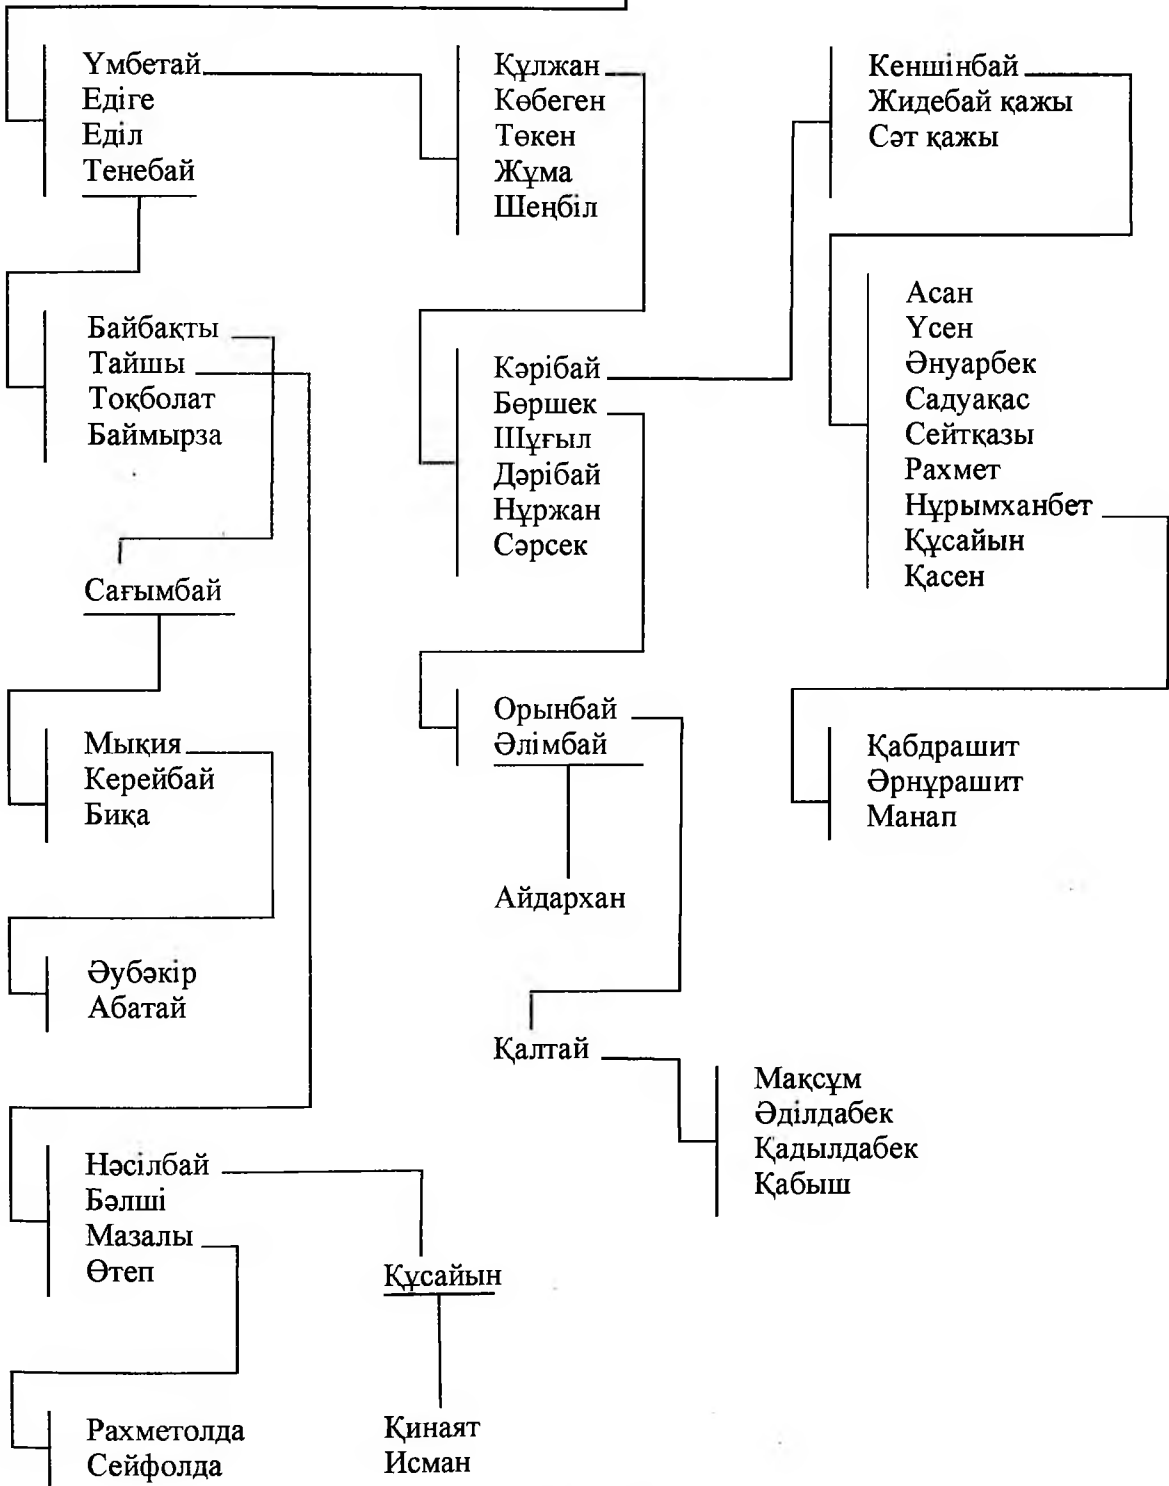 Үмбетай
Едіге
Еділ
Тенебай
Құлжан
Көбеген
Төкен
Жұма
Шеңбіл
Кеншінбай
Жидебай қажы
Сәт қажы
Байбақты
Тайшы
Тоқболат
Баймырза
Кәрібай
Бөршек
Шұғыл
Дәрібай
Нұржан
Сәрсек
Асан
Үсен
Әнуарбек
Садуақас
Сейтқазы
Рахмет
Нұрымханбет
Құсайын
Қасен
Сағымбай
Мықия
Керейбай
Биқа
Орынбай
Әлімбай
Қабдрашит
Әрнұрашит
Манап
Айдархан
Әубәкір
Абатай
Қалтай
Мақсұм
Әділдабек
Қадылдабек
Қабыш
Нәсілбай
Бәлші
Мазалы
Өтеп
Құсайын
Рахметолда
Сейфолда
Қинаят
Исман